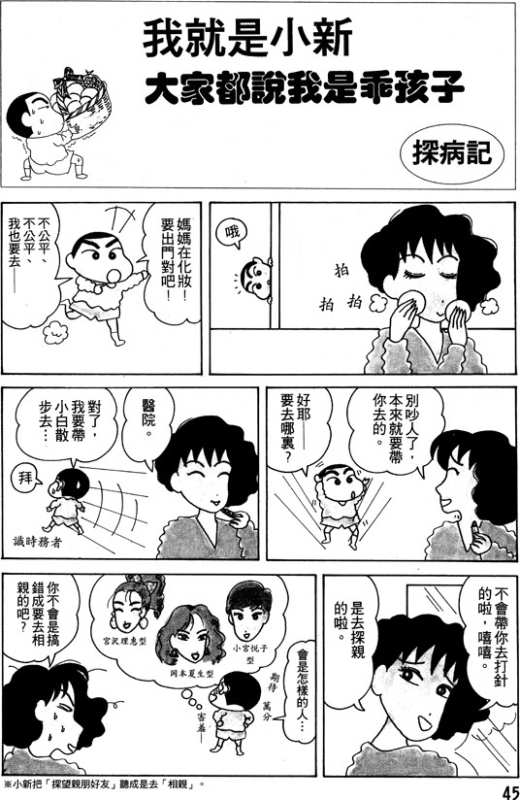 我就是小新
大家都說我是乖孩子
探病記
哦
拍
拍
拍
媽媽在化妝！
要出門對吧！
不公平、
不公平、
我也要去——
別吵人了，
本來就要帶
你去的。
好耶——
要去哪裏？
醫院。
對了，
我要帶
小白散
步去…
拜
識時務者
不會帶你去打針
的啦，嘻嘻。
是去探親
的啦。
會是怎樣的人…
期待
萬分
害羞——
小宮悅子
型
岡本夏生型
宮沢理惠型
你不會是搞
錯成要去相
親的吧？
※小新把「探望親朋好友」聽成是去「相親」。
45